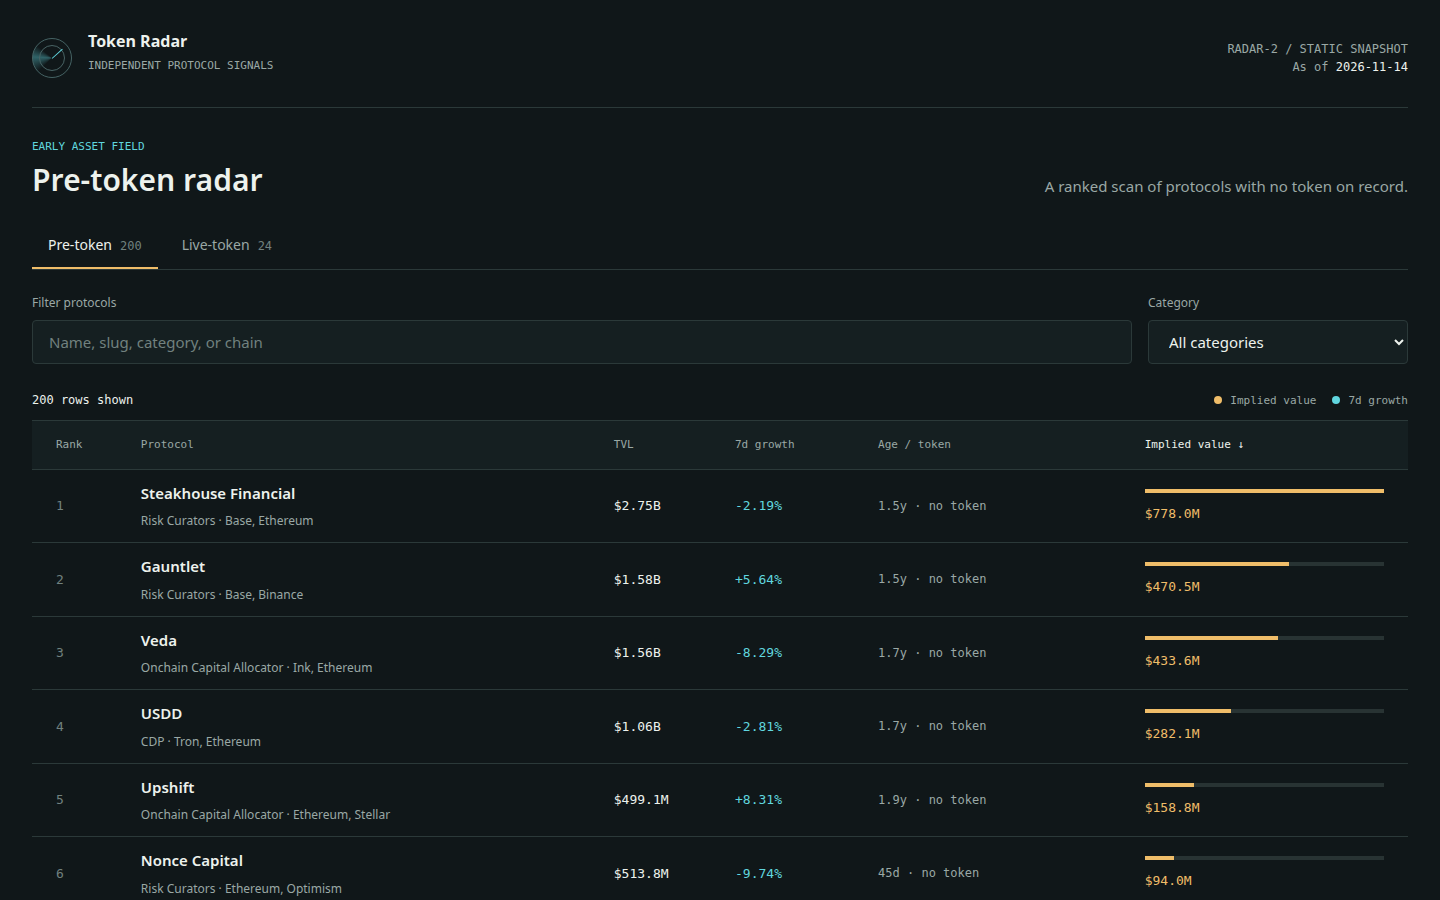 Token Radar
INDEPENDENT PROTOCOL SIGNALS
RADAR-2 / STATIC SNAPSHOT
As of 2026-11-14
EARLY ASSET FIELD
Pre-token radar
A ranked scan of protocols with no token on record.
Pre-token 200 Live-token 24
Filter protocols Category
Name, slug, category, or chain All categories
200 rows shown Implied value 7d growth
Rank Protocol TVL 7d growth Age / token Implied value ↓
1 Steakhouse Financial $2.75B -2.19% 1.5y · no token $778.0M
Risk Curators · Base, Ethereum
2 Gauntlet $1.58B +5.64% 1.5y · no token $470.5M
Risk Curators · Base, Binance
3 Veda $1.56B -8.29% 1.7y · no token $433.6M
Onchain Capital Allocator · Ink, Ethereum
4 USDD $1.06B -2.81% 1.7y · no token $282.1M
CDP · Tron, Ethereum
5 Upshift $499.1M +8.31% 1.9y · no token $158.8M
Onchain Capital Allocator · Ethereum, Stellar
6 Nonce Capital $513.8M -9.74% 45d · no token $94.0M
Risk Curators · Ethereum, Optimism